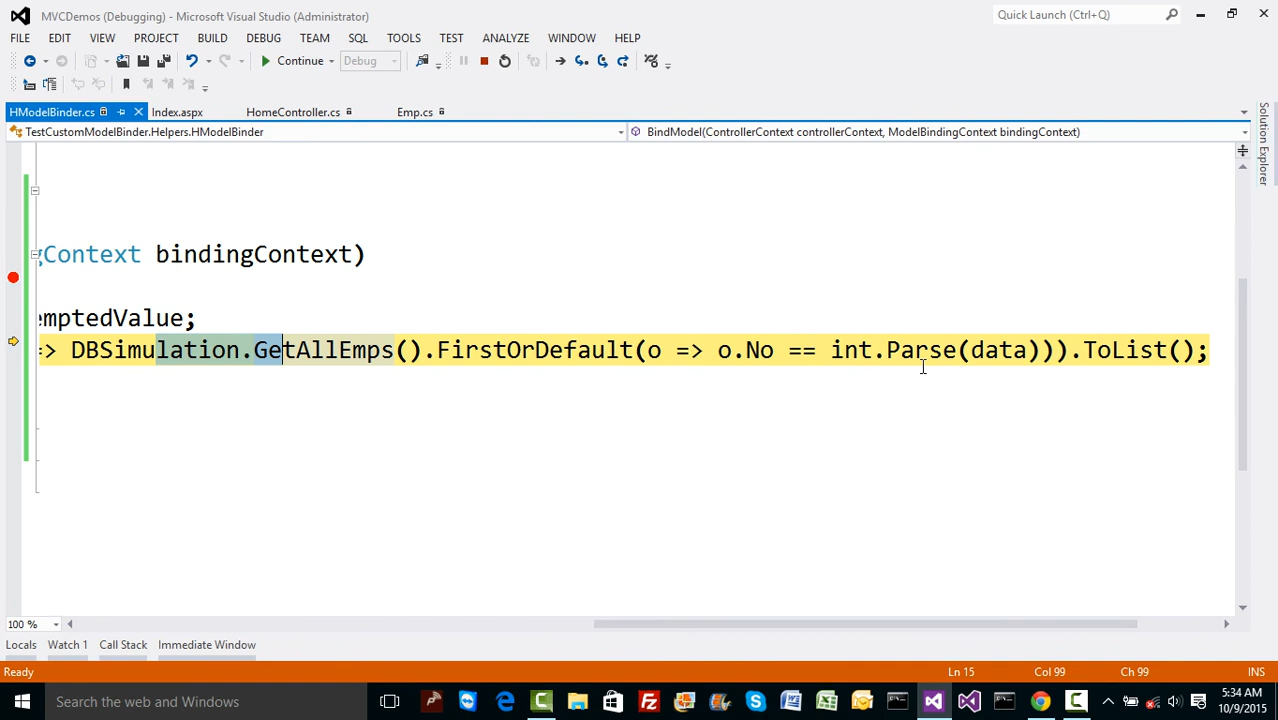 MVCDemos (Debugging) - Microsoft Visual Studio (Administrator)
Quick Launch (Ctrl+Q)
FILE EDIT VIEW PROJECT BUILD DEBUG TEAM SQL TOOLS TEST ANALYZE WINDOW HELP
Continue Debug
HModelBinder.cs Index.aspx HomeController.cs Emp.cs
TestCustomModelBinder.Helpers.HModelBinder BindModel(ControllerContext controllerContext, ModelBindingContext bindingContext)
Solution Explorer
gContext bindingContext)
emptedValue;
=> DBSimulation.GetAllEmps().FirstOrDefault(o => o.No == int.Parse(data))).ToList();
100 %
Locals Watch 1 Call Stack Immediate Window
Ready Ln 15 Col 99 Ch 99 INS
Search the web and Windows
5:34 AM
10/9/2015